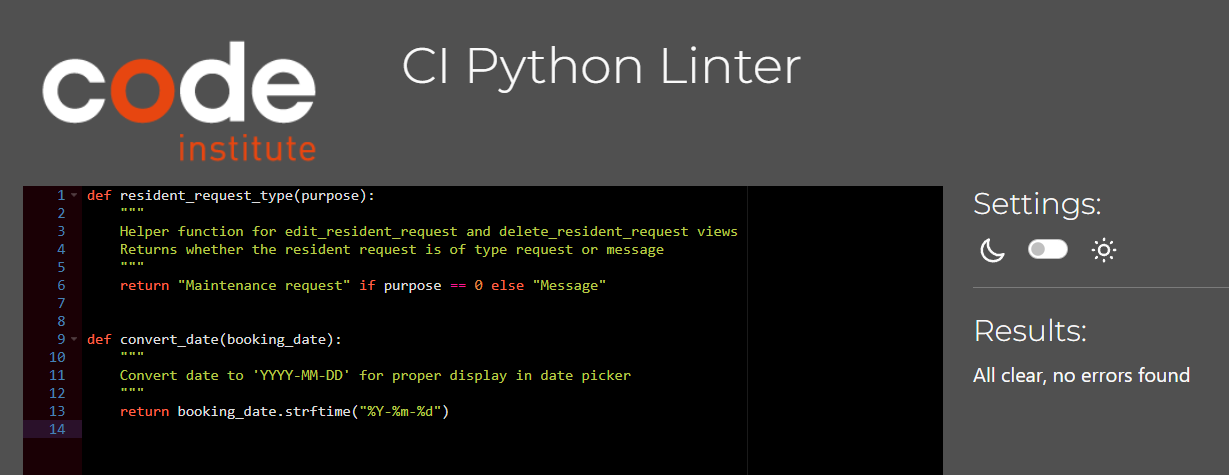 code
institute
CI Python Linter
1 def resident_request_type(purpose):
2 """
3 Helper function for edit_resident_request and delete_resident_request views
4 Returns whether the resident request is of type request or message
5 """
6 return "Maintenance request" if purpose == 0 else "Message"
7
8
9 def convert_date(booking_date):
10 """
11 Convert date to 'YYYY-MM-DD' for proper display in date picker
12 """
13 return booking_date.strftime("%Y-%m-%d")
14
Settings:
Results:
All clear, no errors found